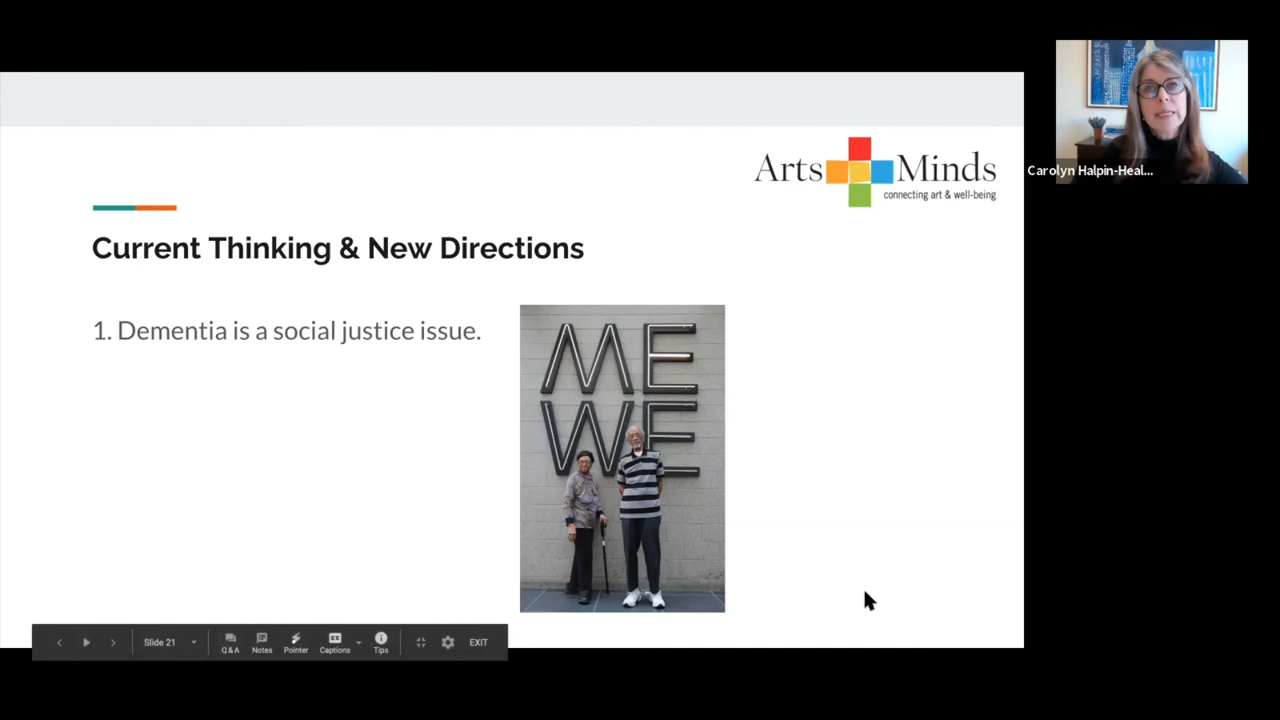 Arts Minds
connecting art & well-being
Carolyn Halpin-Heal...
Current Thinking & New Directions
1. Dementia is a social justice issue.
ME
WE
Slide 21
Q & A
Notes
Pointer
CC
Captions
Tips
EXIT